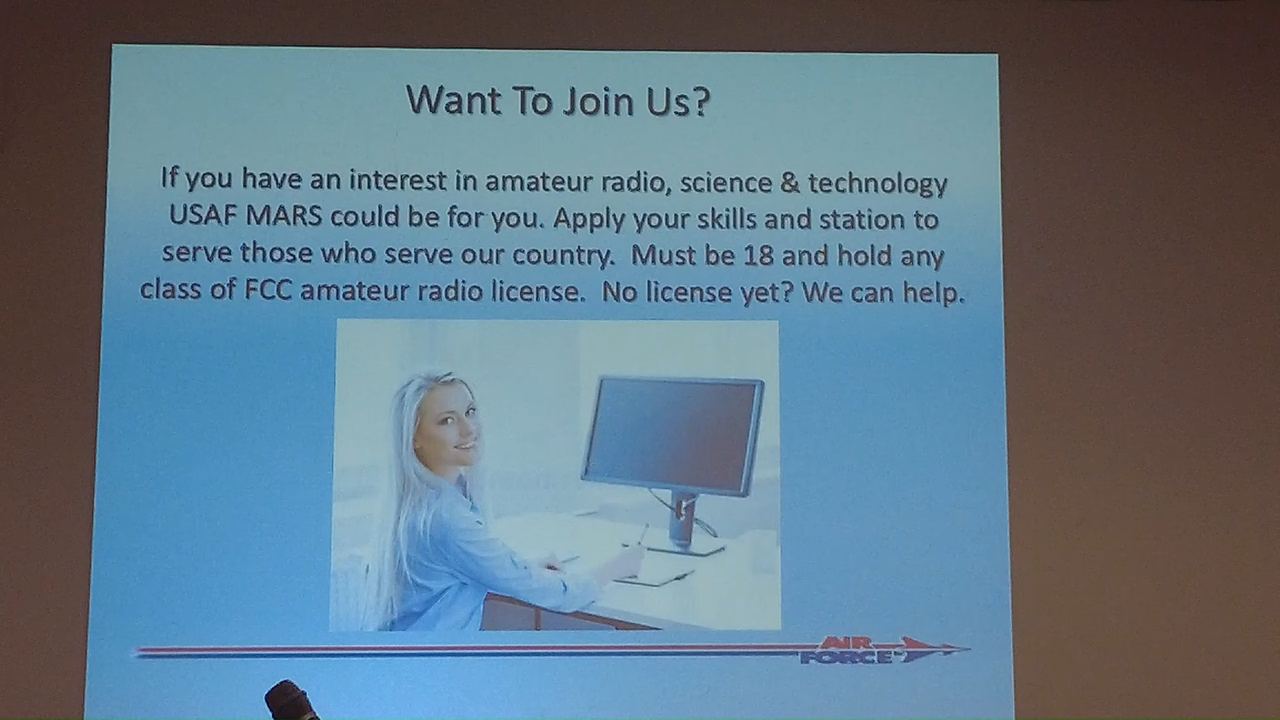 Want To Join Us?
If you have an interest in amateur radio, science & technology
USAF MARS could be for you. Apply your skills and station to
serve those who serve our country.  Must be 18 and hold any
class of FCC amateur radio license.  No license yet? We can help.
AIR
FORCE